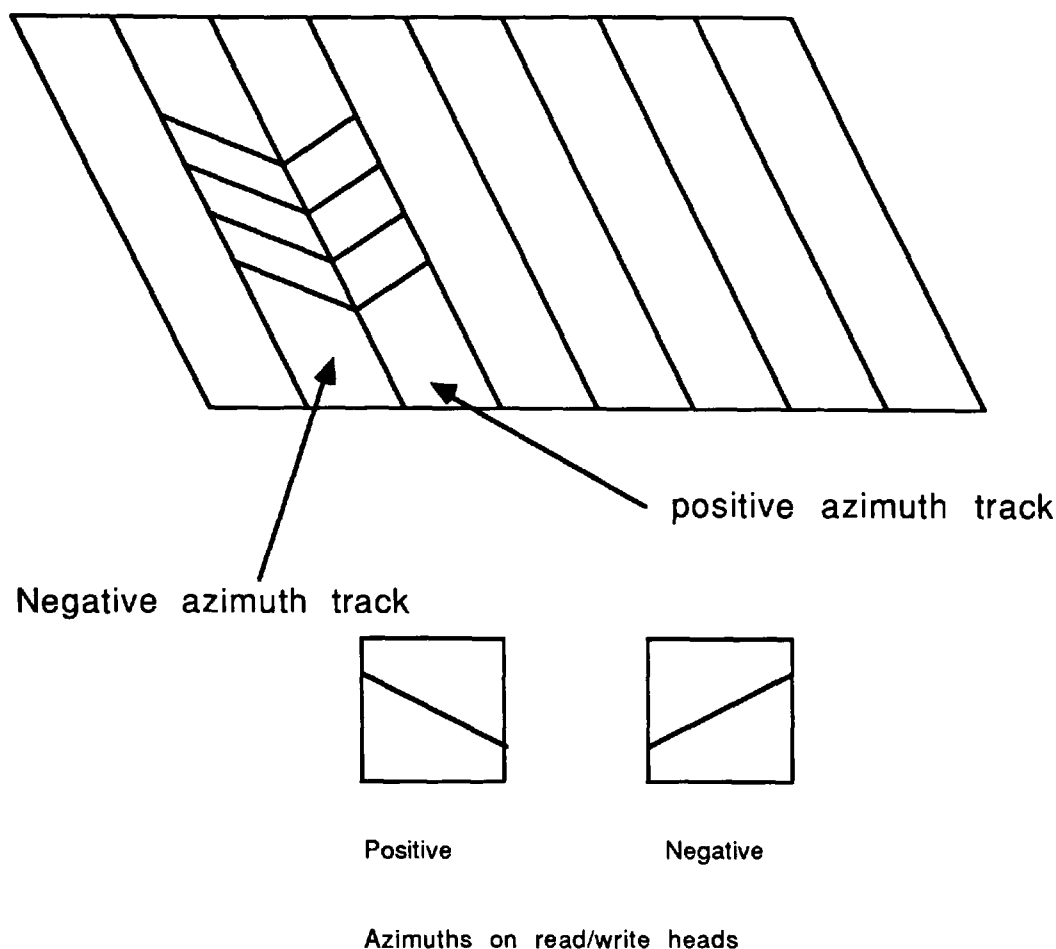 positive azimuth track
Negative azimuth track
Positive
Negative
Azimuths on read/write heads